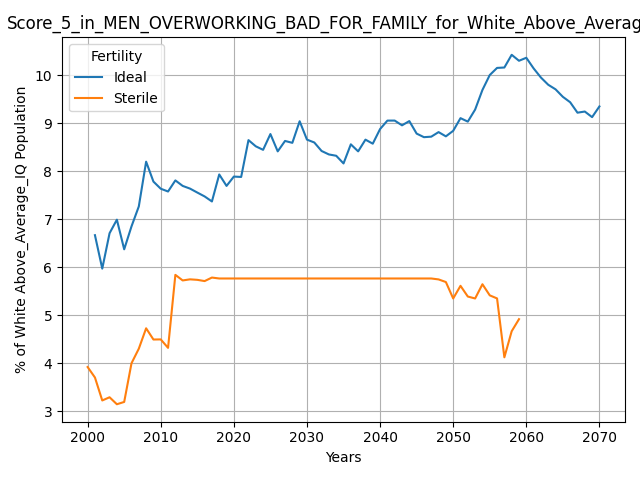 Score_5_in_MEN_OVERWORKING_BAD_FOR_FAMILY_for_White_Above_Averag
Fertility
Ideal
Sterile
% of White Above_Average_IQ Population
10
9
8
7
6
5
4
3
2000 2010 2020 2030 2040 2050 2060 2070
Years